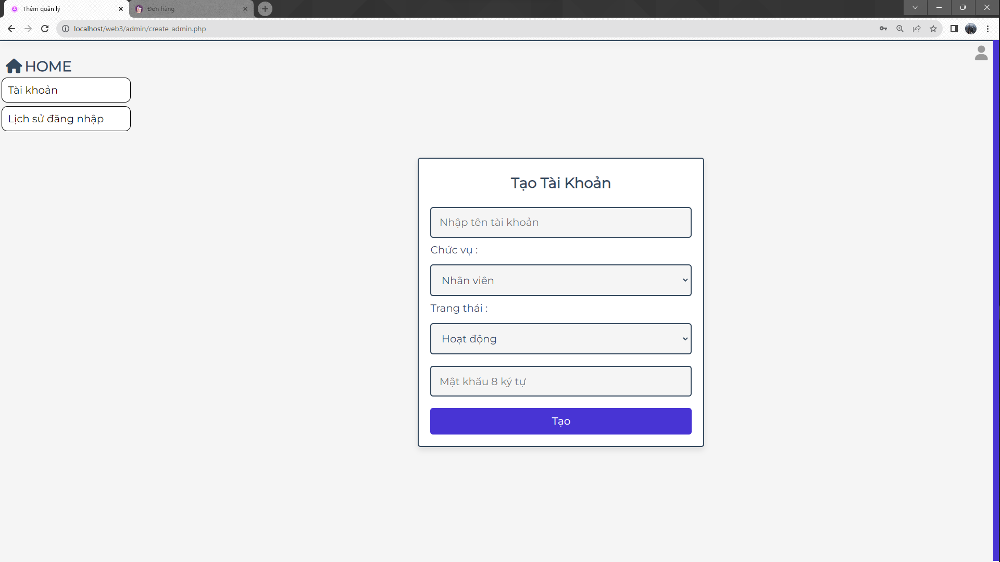 Thêm quản lý
Đơn hàng
localhost/web3/admin/create_admin.php
HOME
Tài khoản
Lịch sử đăng nhập
Tạo Tài Khoản
Nhập tên tài khoản
Chức vụ :
Nhân viên
Trang thái :
Hoạt động
Mật khẩu 8 ký tự
Tạo